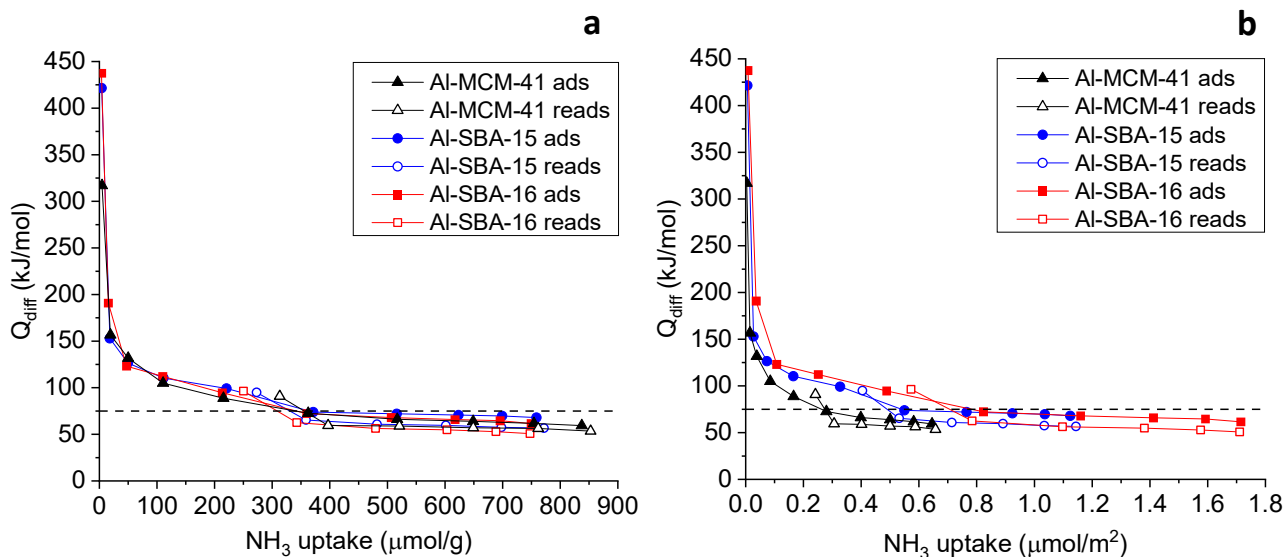 a
450
400
350
300
250
200
150
100
50
0
Q_diff (kJ/mol)
Al-MCM-41 ads
Al-MCM-41 reads
Al-SBA-15 ads
Al-SBA-15 reads
Al-SBA-16 ads
Al-SBA-16 reads
0 100 200 300 400 500 600 700 800 900
NH₃ uptake (μmol/g)
b
450
400
350
300
250
200
150
100
50
0
Q_diff (kJ/mol)
Al-MCM-41 ads
Al-MCM-41 reads
Al-SBA-15 ads
Al-SBA-15 reads
Al-SBA-16 ads
Al-SBA-16 reads
0.0 0.2 0.4 0.6 0.8 1.0 1.2 1.4 1.6 1.8
NH₃ uptake (μmol/m²)